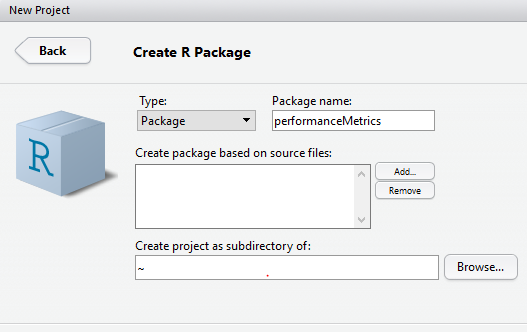 New Project
Back
Create R Package
R
Type:
Package name:
Package
performanceMetrics
Create package based on source files:
Add...
Remove
Create project as subdirectory of:
~
Browse...